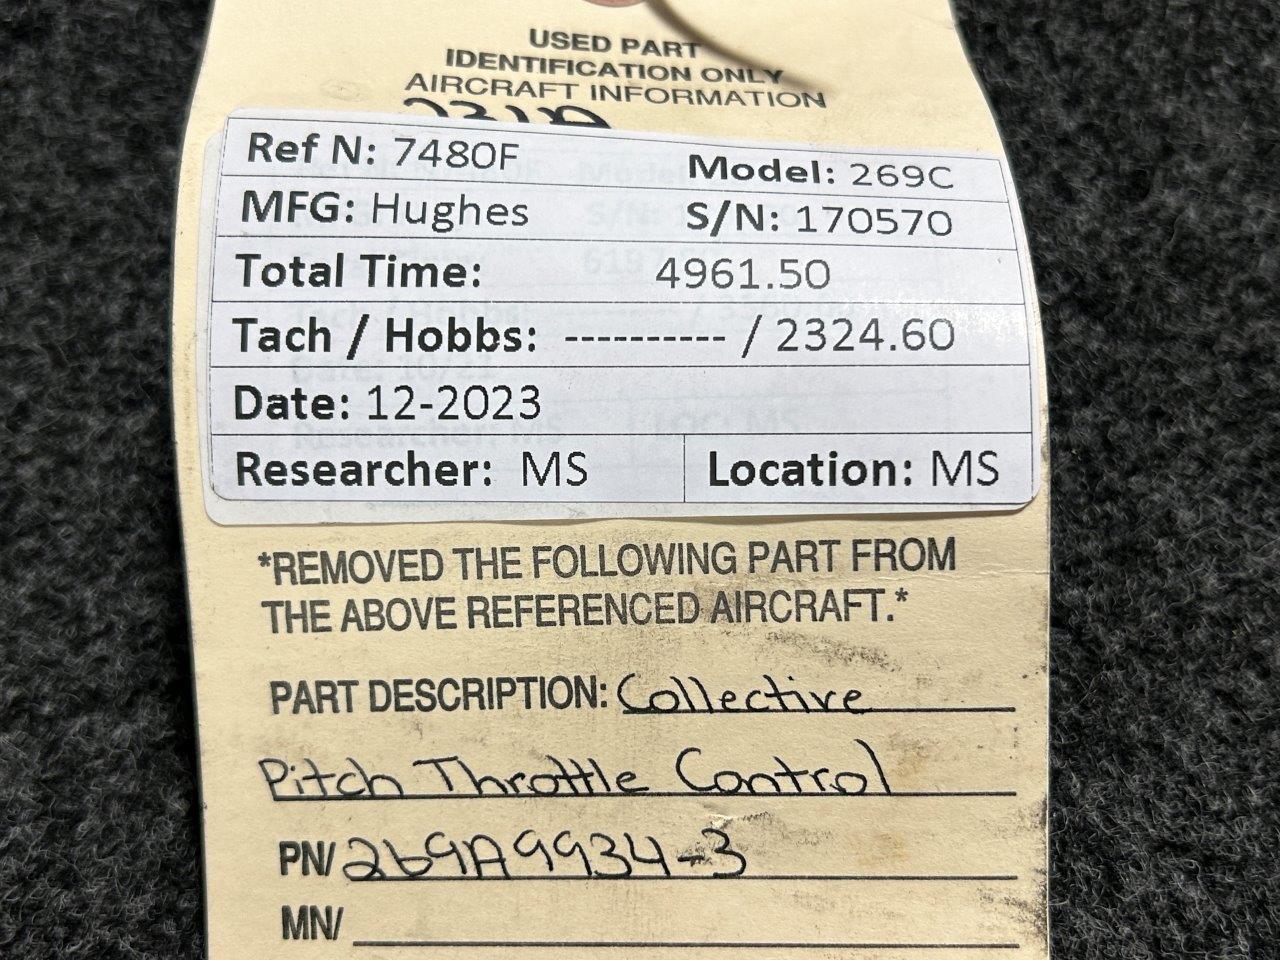 USED PART
IDENTIFICATION ONLY
AIRCRAFT INFORMATION
Ref N: 7480F Model: 269C
MFG: Hughes S/N: 170570
Total Time: 4961.50
Tach / Hobbs: ---------- / 2324.60
Date: 12-2023
Researcher: MS Location: MS
*REMOVED THE FOLLOWING PART FROM
THE ABOVE REFERENCED AIRCRAFT.*
PART DESCRIPTION: Collective
Pitch Throttle Control
PN/ 269A9934-3
MN/